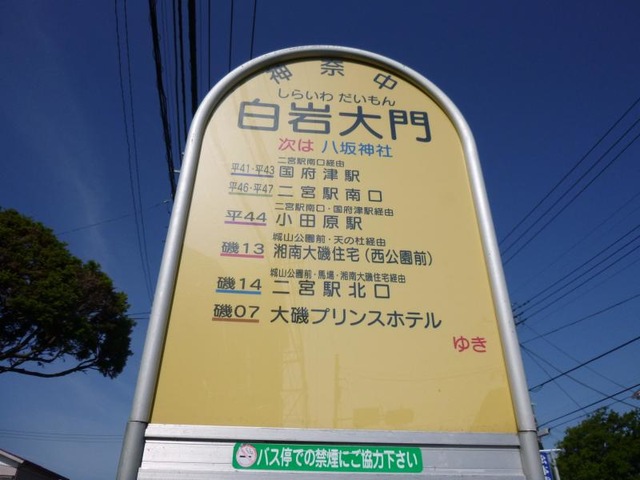 神奈中
しらいわ だいもん
白岩大門
次は 八坂神社
二宮駅南口経由
平41・平43 国府津駅
平46・平47 二宮駅南口
二宮駅南口・国府津駅経由
平44 小田原駅
城山公園前・天の杜経由
磯13 湘南大磯住宅(西公園前)
城山公園前・馬場・湘南大磯住宅経由
磯14 二宮駅北口
磯07 大磯プリンスホテル
ゆき
バス停での禁煙にご協力下さい